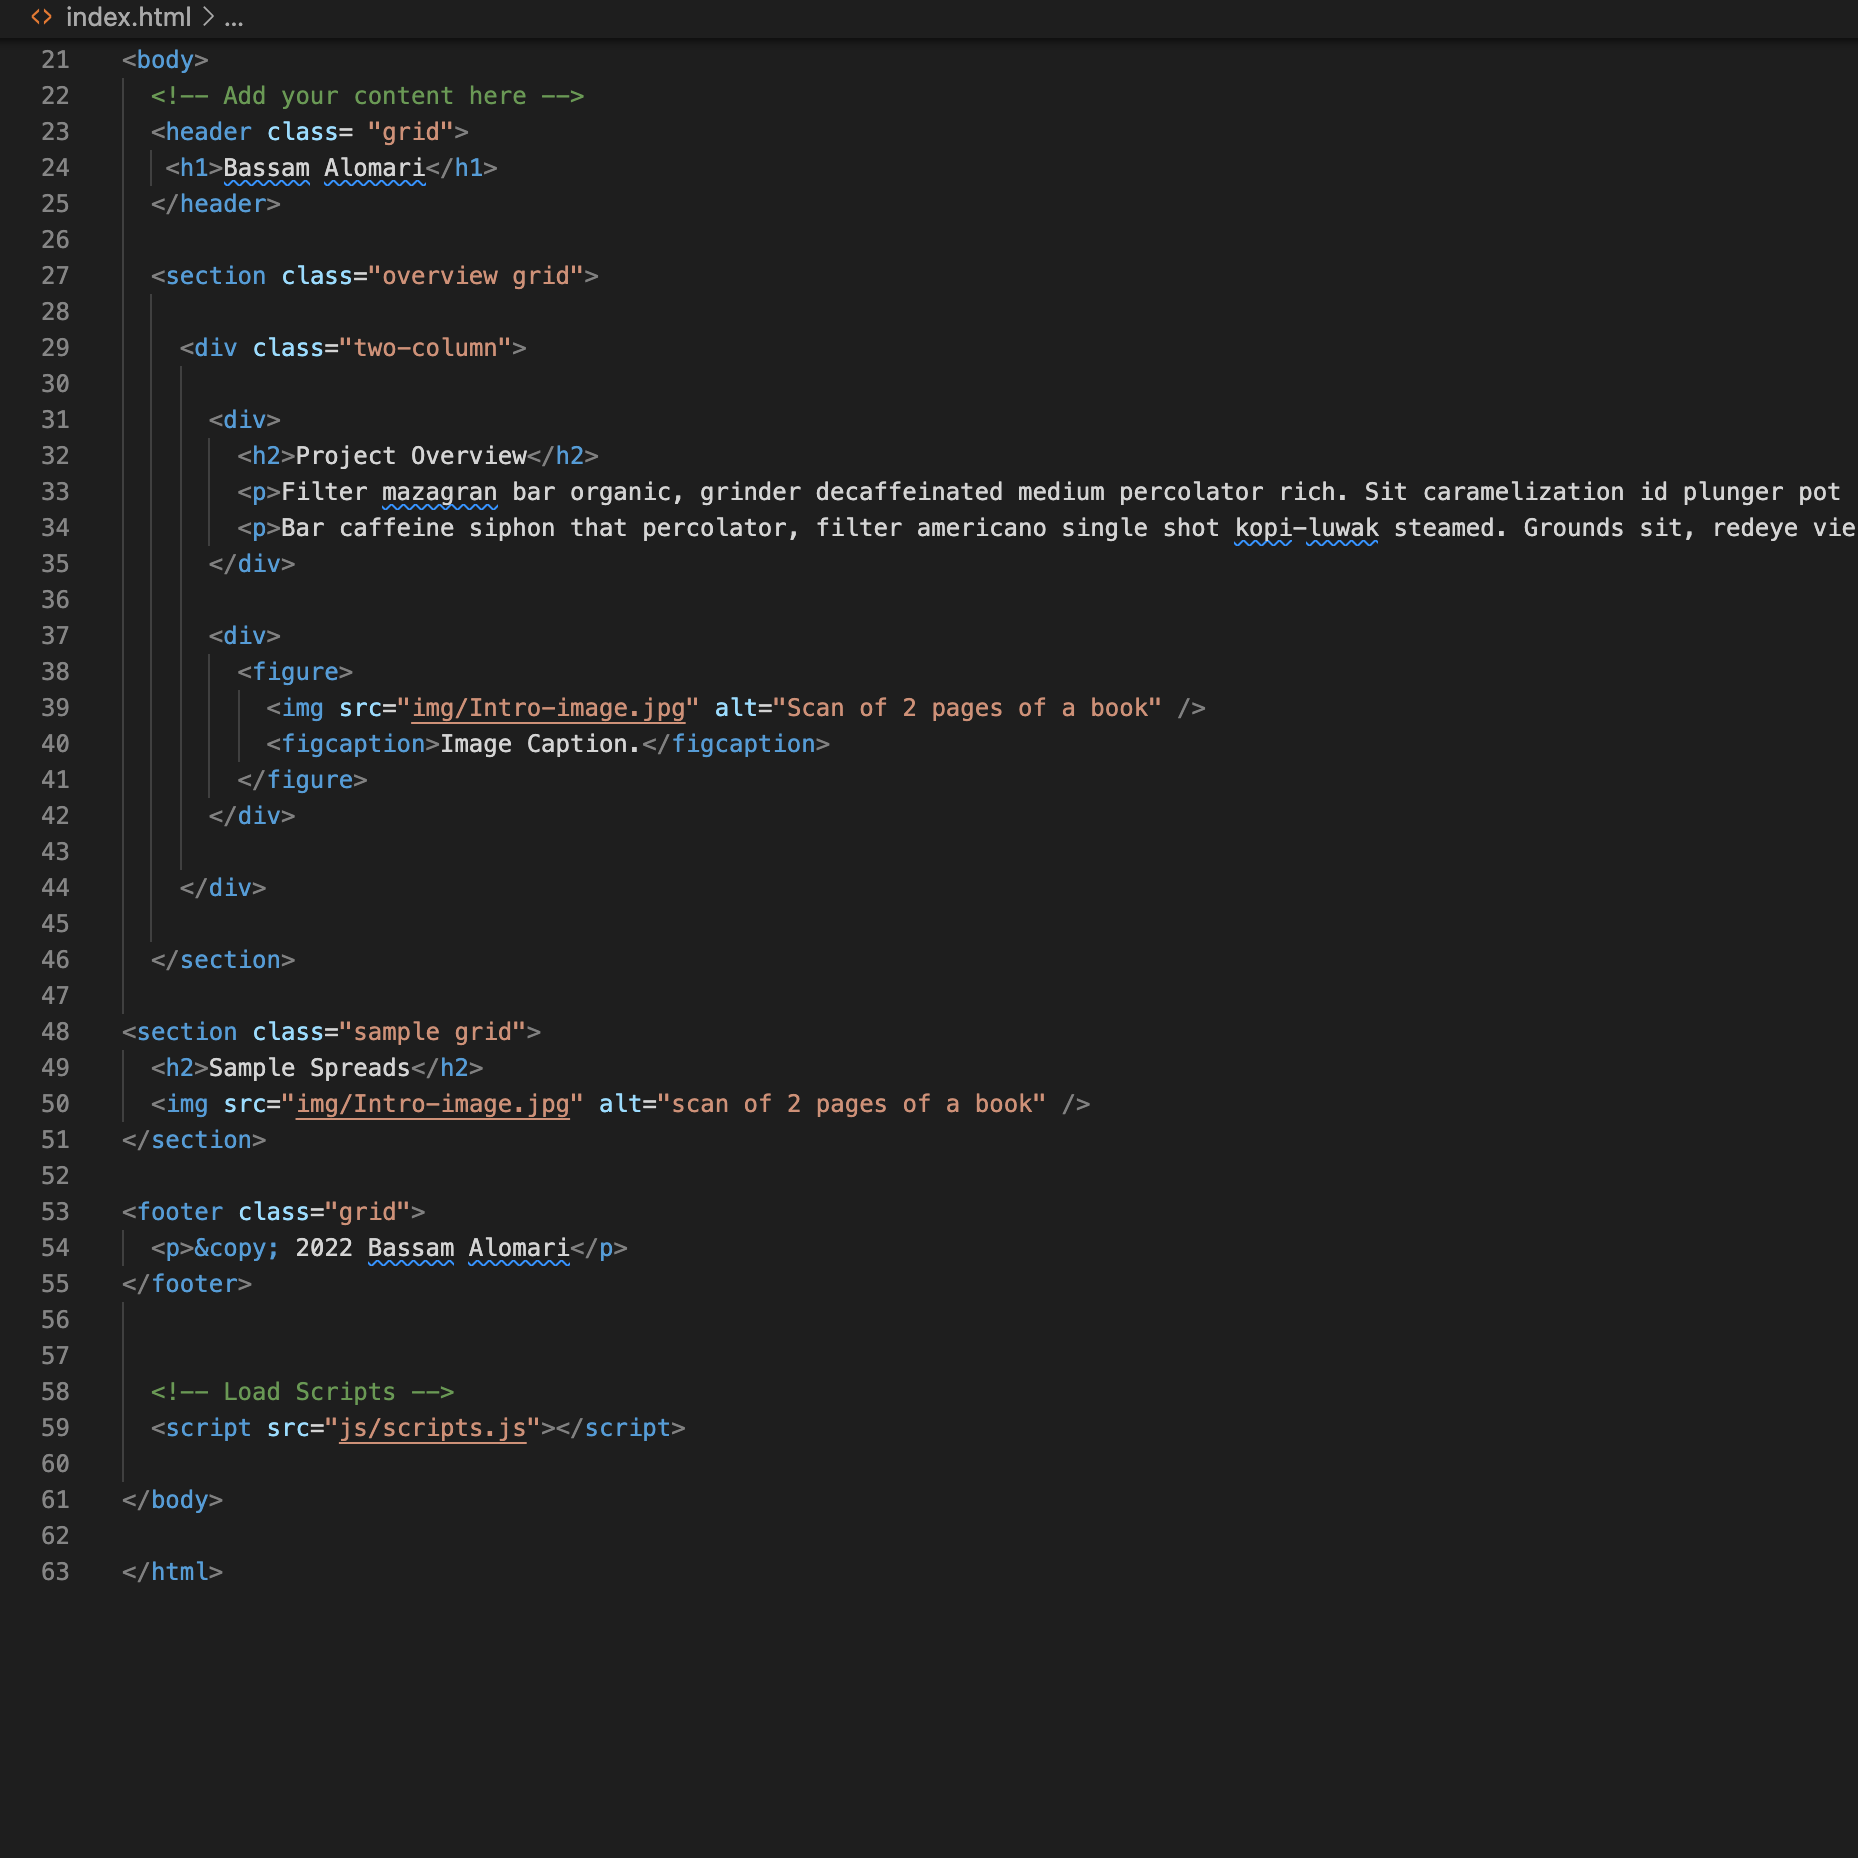 <> index.html > ...
21 <body>
22 <!-- Add your content here -->
23 <header class= "grid">
24 <h1>Bassam Alomari</h1>
25 </header>
26
27 <section class="overview grid">
28
29 <div class="two-column">
30
31 <div>
32 <h2>Project Overview</h2>
33 <p>Filter mazagran bar organic, grinder decaffeinated medium percolator rich. Sit caramelization id plunger pot
34 <p>Bar caffeine siphon that percolator, filter americano single shot kopi-luwak steamed. Grounds sit, redeye vie
35 </div>
36
37 <div>
38 <figure>
39 <img src="img/Intro-image.jpg" alt="Scan of 2 pages of a book" />
40 <figcaption>Image Caption.</figcaption>
41 </figure>
42 </div>
43
44 </div>
45
46 </section>
47
48 <section class="sample grid">
49 <h2>Sample Spreads</h2>
50 <img src="img/Intro-image.jpg" alt="scan of 2 pages of a book" />
51 </section>
52
53 <footer class="grid">
54 <p>&copy; 2022 Bassam Alomari</p>
55 </footer>
56
57
58 <!-- Load Scripts -->
59 <script src="js/scripts.js"></script>
60
61 </body>
62
63 </html>